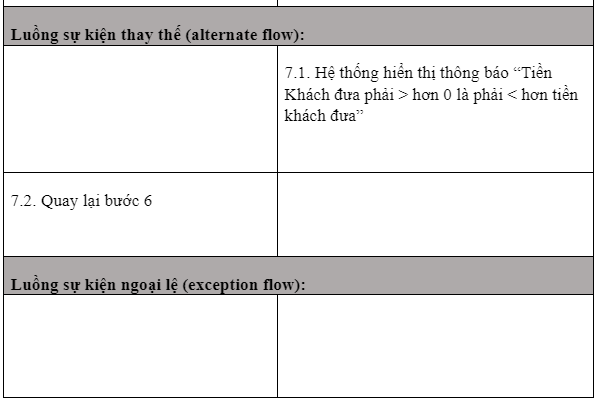 Luồng sự kiện thay thế (alternate flow):
7.1. Hệ thống hiển thị thông báo “Tiền
Khách đưa phải > hơn 0 là phải < hơn tiền
khách đưa”
7.2. Quay lại bước 6
Luồng sự kiện ngoại lệ (exception flow):